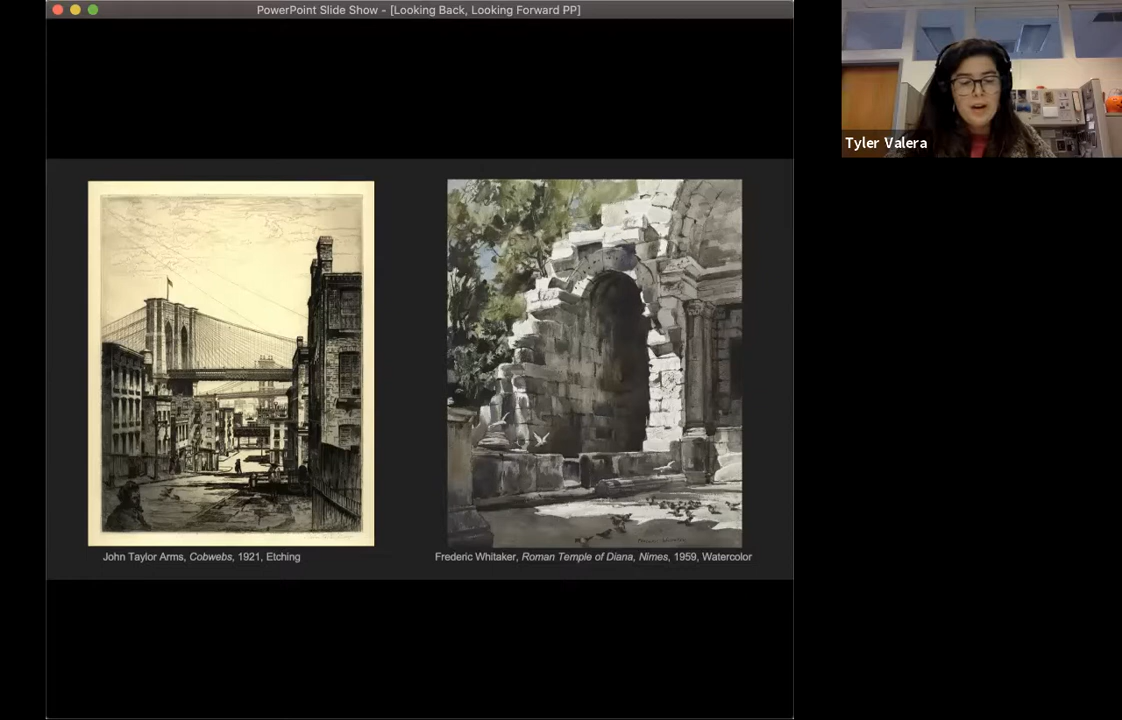 PowerPoint Slide Show - [Looking Back, Looking Forward PP]
Tyler Valera
John Taylor Arms, Cobwebs, 1921, Etching
Frederic Whitaker, Roman Temple of Diana, Nimes, 1959, Watercolor